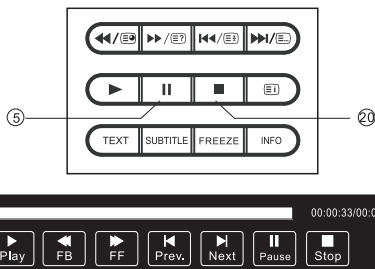 5
20
TEXT SUBTITLE FREEZE INFO
00:00:33/00:0
Play FB FF Prev. Next Pause Stop